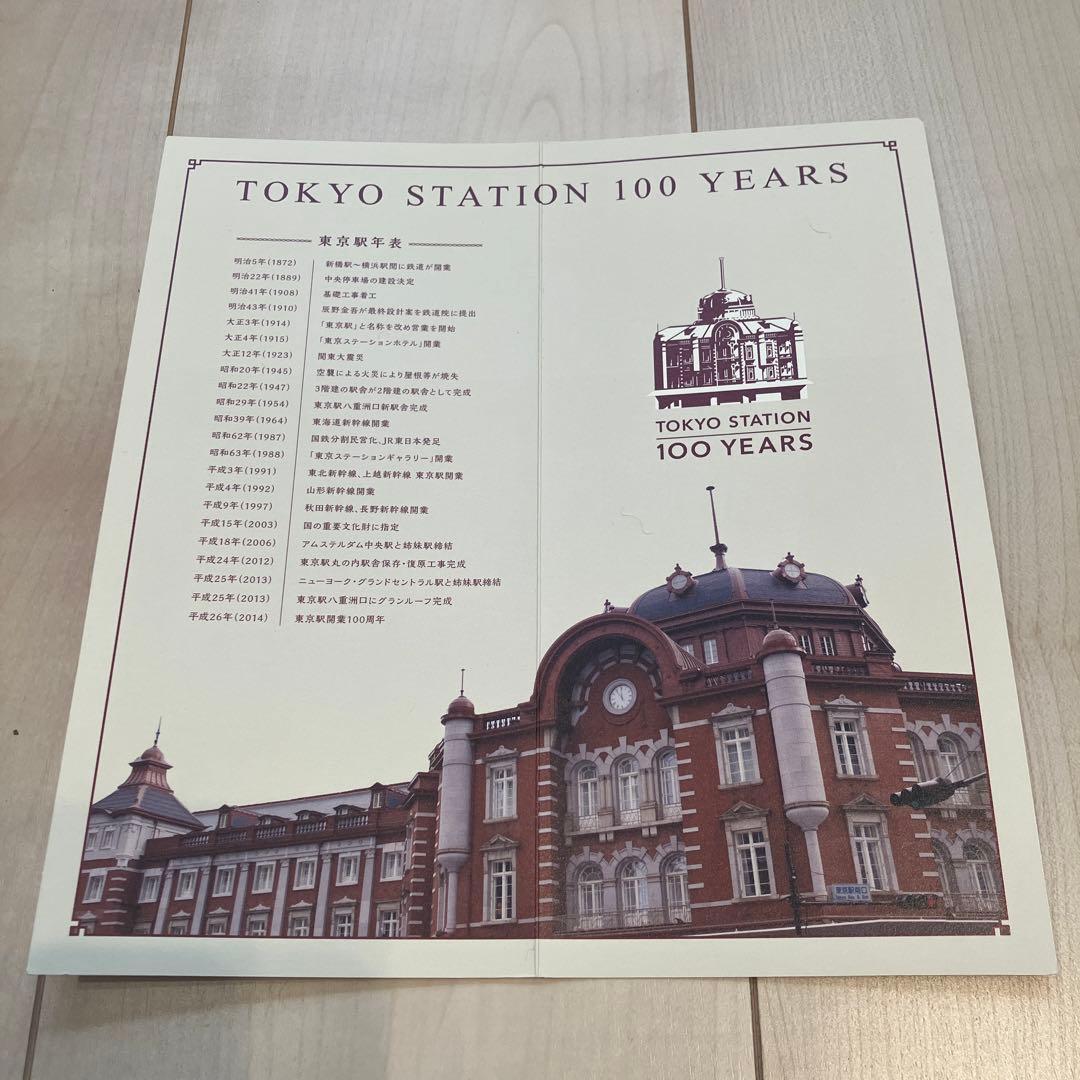 TOKYO STATION 100 YEARS
東京駅年表
明治5年(1872) 新橋駅〜横浜駅間に鉄道が開業
明治22年(1889) 中央停車場の建設決定
明治41年(1908) 基礎工事着工
明治43年(1910) 辰野金吾が最終設計案を鉄道院に提出
大正3年(1914) 「東京駅」と名称を改め営業を開始
大正4年(1915) 「東京ステーションホテル」開業
大正12年(1923) 関東大震災
昭和20年(1945) 空襲による火災により屋根等が焼失
昭和22年(1947) 3階建の駅舎が2階建の駅舎として完成
昭和29年(1954) 東京駅八重洲口新駅舎完成
昭和39年(1964) 東海道新幹線開業
昭和62年(1987) 国鉄分割民営化、JR東日本発足
昭和63年(1988) 「東京ステーションギャラリー」開業
平成3年(1991) 東北新幹線、上越新幹線 東京駅開業
平成4年(1992) 山形新幹線開業
平成9年(1997) 秋田新幹線、長野新幹線開業
平成15年(2003) 国の重要文化財に指定
平成18年(2006) アムステルダム中央駅と姉妹駅締結
平成24年(2012) 東京駅丸の内駅舎保存・復原工事完成
平成25年(2013) ニューヨーク・グランドセントラル駅と姉妹駅締結
平成25年(2013) 東京駅八重洲口にグランルーフ完成
平成26年(2014) 東京駅開業100周年
TOKYO STATION
100 YEARS
東京駅南口